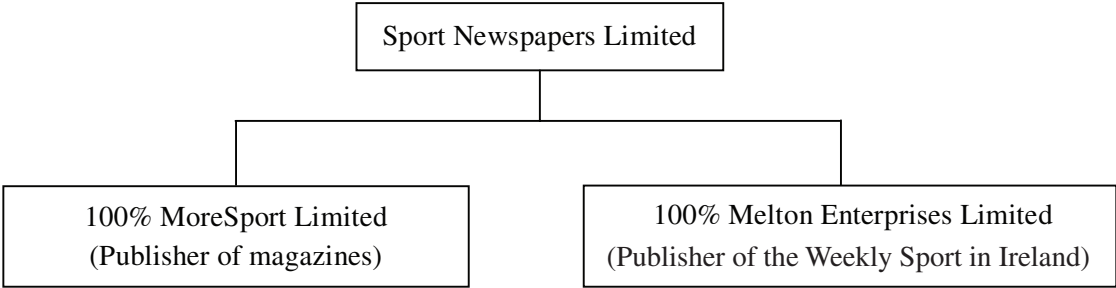 Sport Newspapers Limited
100% MoreSport Limited
(Publisher of magazines)
100% Melton Enterprises Limited
(Publisher of the Weekly Sport in Ireland)